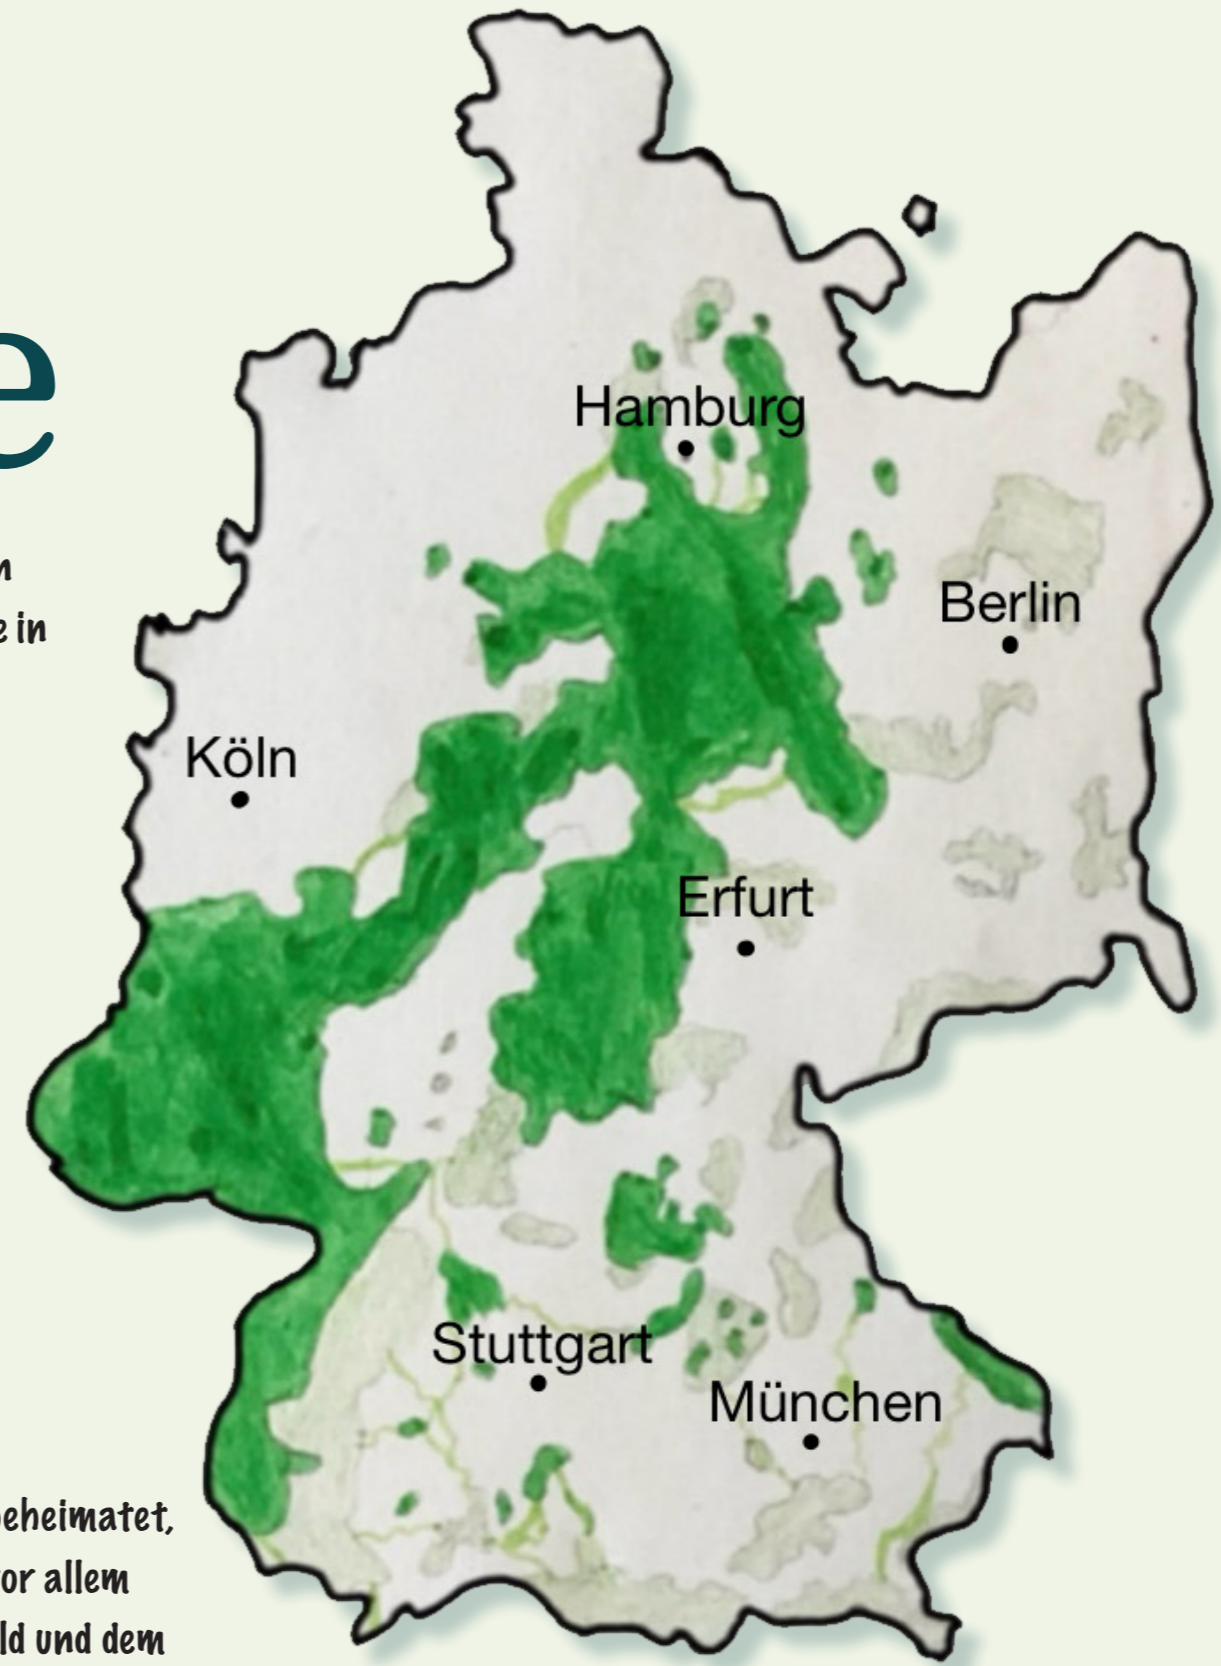 e
n
e in
Hamburg
Berlin
Köln
Erfurt
Stuttgart
München
eheimatet,
or allem
ld und dem